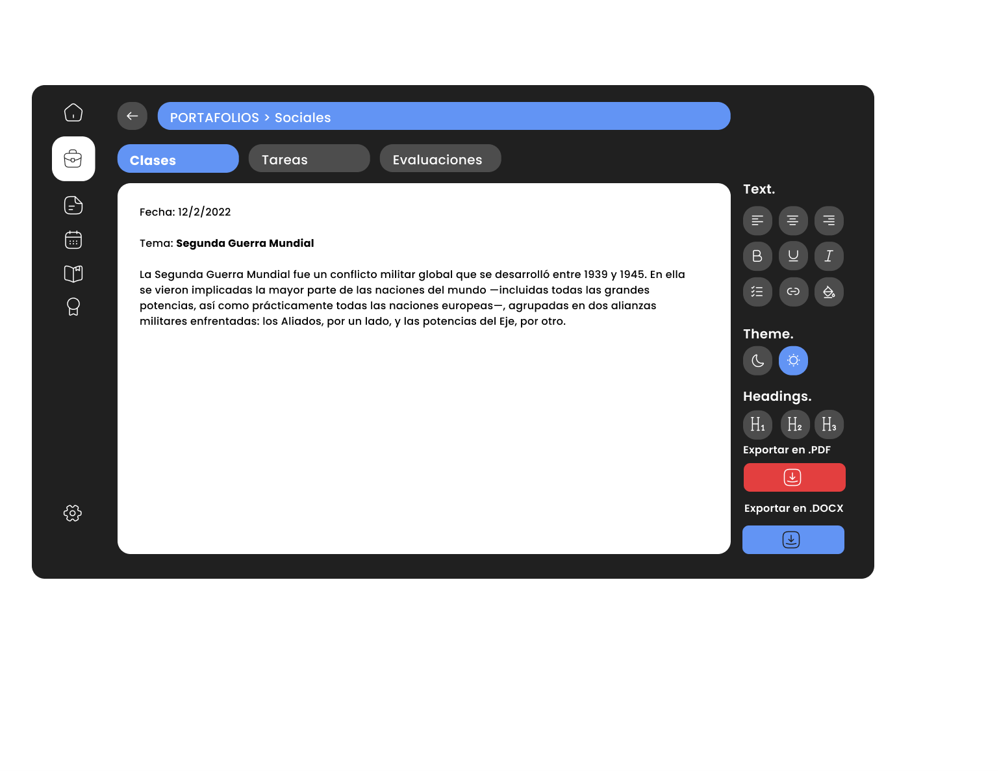 PORTAFOLIOS > Sociales
Clases
Tareas
Evaluaciones
Fecha: 12/2/2022
Tema: Segunda Guerra Mundial
La Segunda Guerra Mundial fue un conflicto militar global que se desarrolló entre 1939 y 1945. En ella
se vieron implicadas la mayor parte de las naciones del mundo —incluidas todas las grandes
potencias, así como prácticamente todas las naciones europeas—, agrupadas en dos alianzas
militares enfrentadas: los Aliados, por un lado, y las potencias del Eje, por otro.
Text.
B U I
Theme.
Headings.
H1 H2 H3
Exportar en .PDF
Exportar en .DOCX